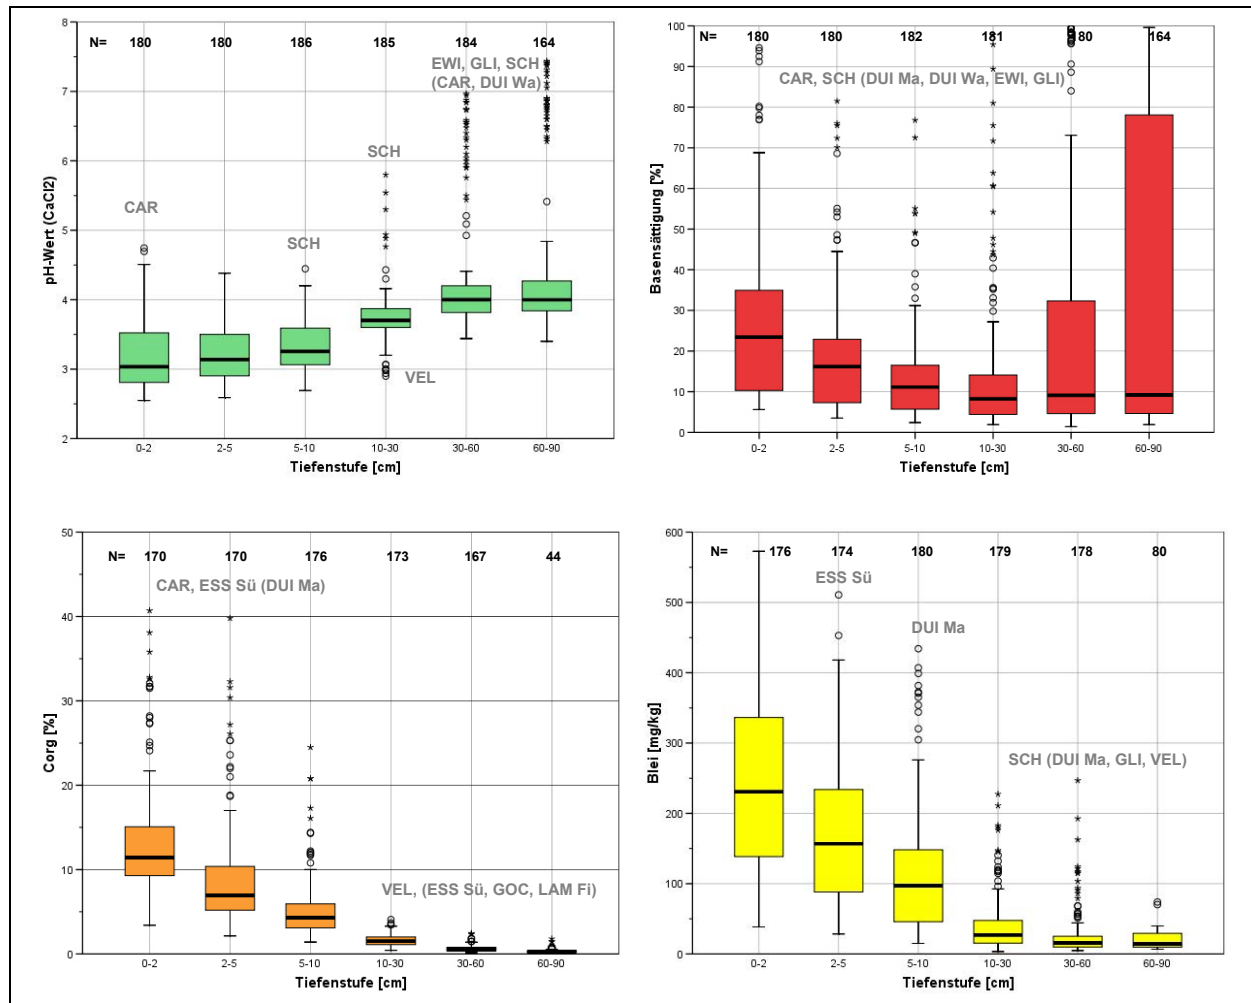 8
N= 180 180 186 185 184 164
EWI, GLI, SCH
(CAR, DUI Wa)
7
SCH
6
CAR
SCH
5
4
VEL
3
2
pH-Wert (CaCl2)
0-2 2-5 5-10 10-30 30-60 60-90
Tiefenstufe [cm]
100
N= 180 180 182 181 180 164
90
CAR, SCH (DUI Ma, DUI Wa, EWI, GLI)
80
70
60
50
40
30
20
10
0
Basensättigung [%]
0-2 2-5 5-10 10-30 30-60 60-90
Tiefenstufe [cm]
50
N= 170 170 176 173 167 44
CAR, ESS Sü (DUI Ma)
40
30
20
10
VEL, (ESS Sü, GOC, LAM Fi)
0
Corg [%]
0-2 2-5 5-10 10-30 30-60 60-90
Tiefenstufe [cm]
600
N= 176 174 180 179 178 80
ESS Sü
500
DUI Ma
400
300
SCH (DUI Ma, GLI, VEL)
200
100
0
Blei [mg/kg]
0-2 2-5 5-10 10-30 30-60 60-90
Tiefenstufe [cm]